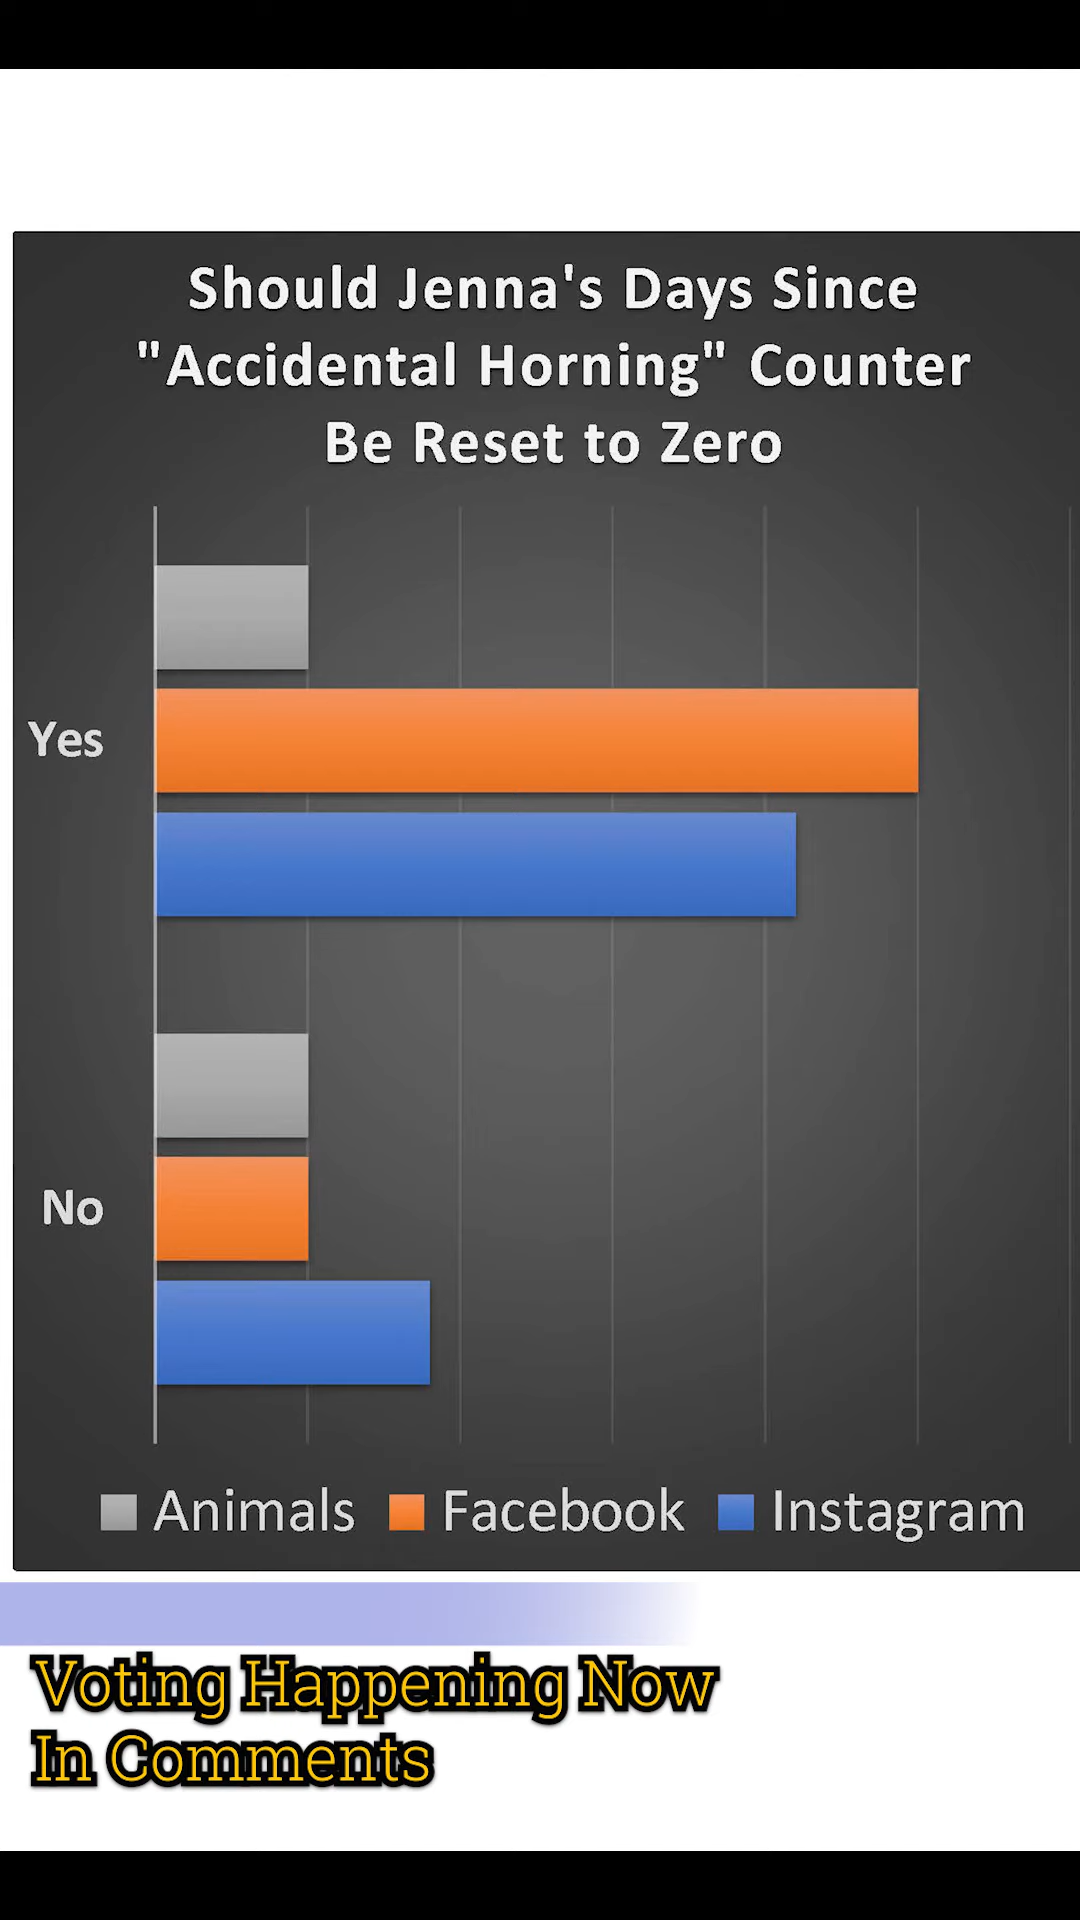 Should Jenna's Days Since
"Accidental Horning" Counter
Be Reset to Zero
Yes
No
Animals Facebook Instagram
Voting Happening Now
In Comments